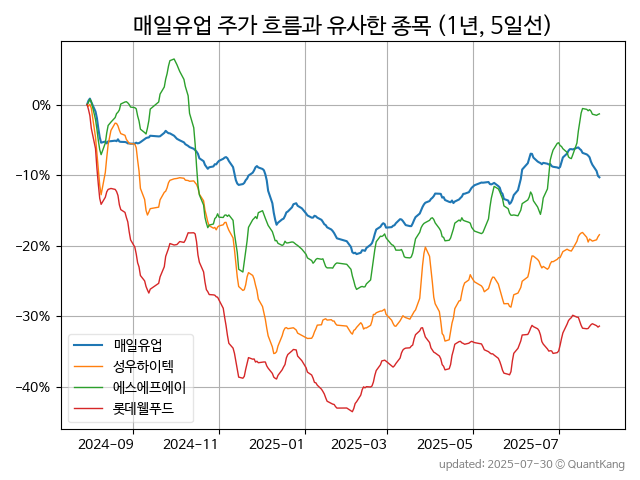 매일유업 주가 흐름과 유사한 종목 (1년, 5일선)
0%
-10%
-20%
-30%
-40%
매일유업
성우하이텍
에스에프에이
롯데웰푸드
2024-09 2024-11 2025-01 2025-03 2025-05 2025-07
updated: 2025-07-30 © QuantKang